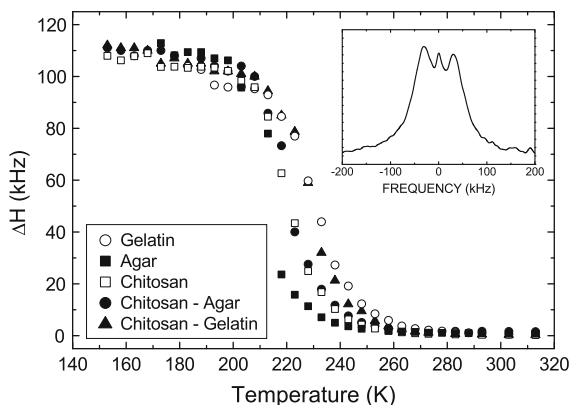 120
100
80
60
40
20
0
ΔH (kHz)
140 160 180 200 220 240 260 280 300 320
Temperature (K)
Gelatin
Agar
Chitosan
Chitosan - Agar
Chitosan - Gelatin
-200 -100 0 100 200
FREQUENCY (kHz)